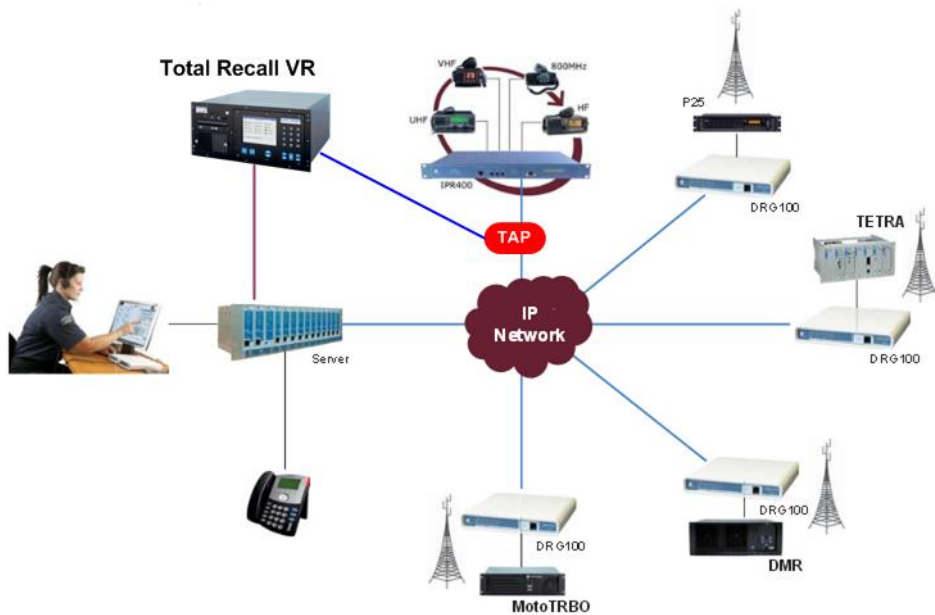 Total Recall VR
VHF
800MHz
UHF
HF
IPR400
TAP
P25
DRG100
TETRA
DRG100
IP
Network
Server
DRG100
DMR
DRG100
MotoTRBO